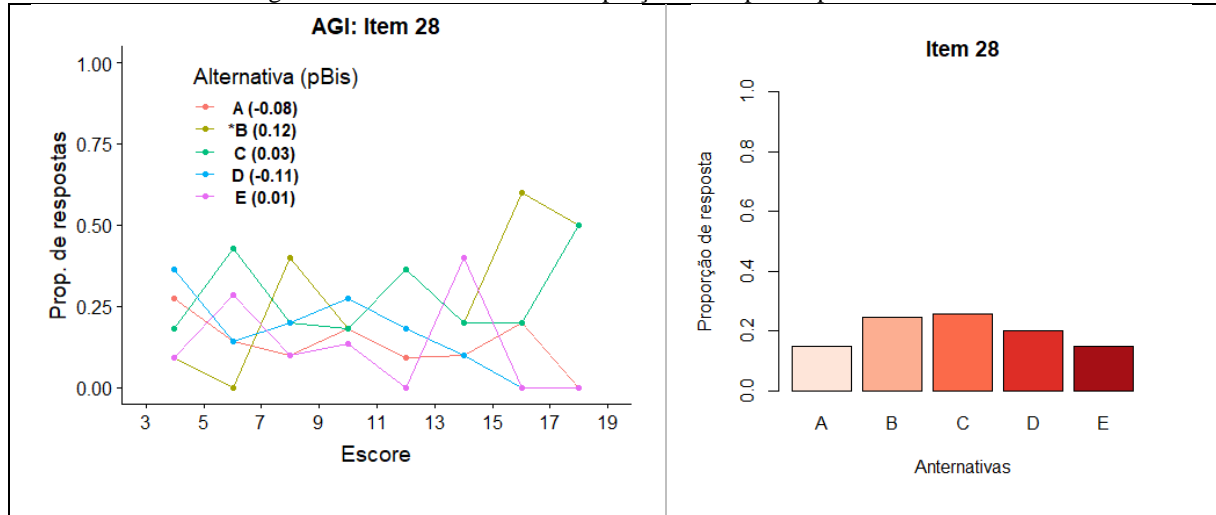 AGI: Item 28
Alternativa (pBis)
A (-0.08)
*B (0.12)
C (0.03)
D (-0.11)
E (0.01)
Prop. de respostas
1.00
0.75
0.50
0.25
0.00
3 5 7 9 11 13 15 17 19
Escore
Item 28
Proporção de resposta
1.0
0.8
0.6
0.4
0.2
0.0
A B C D E
Anternativas